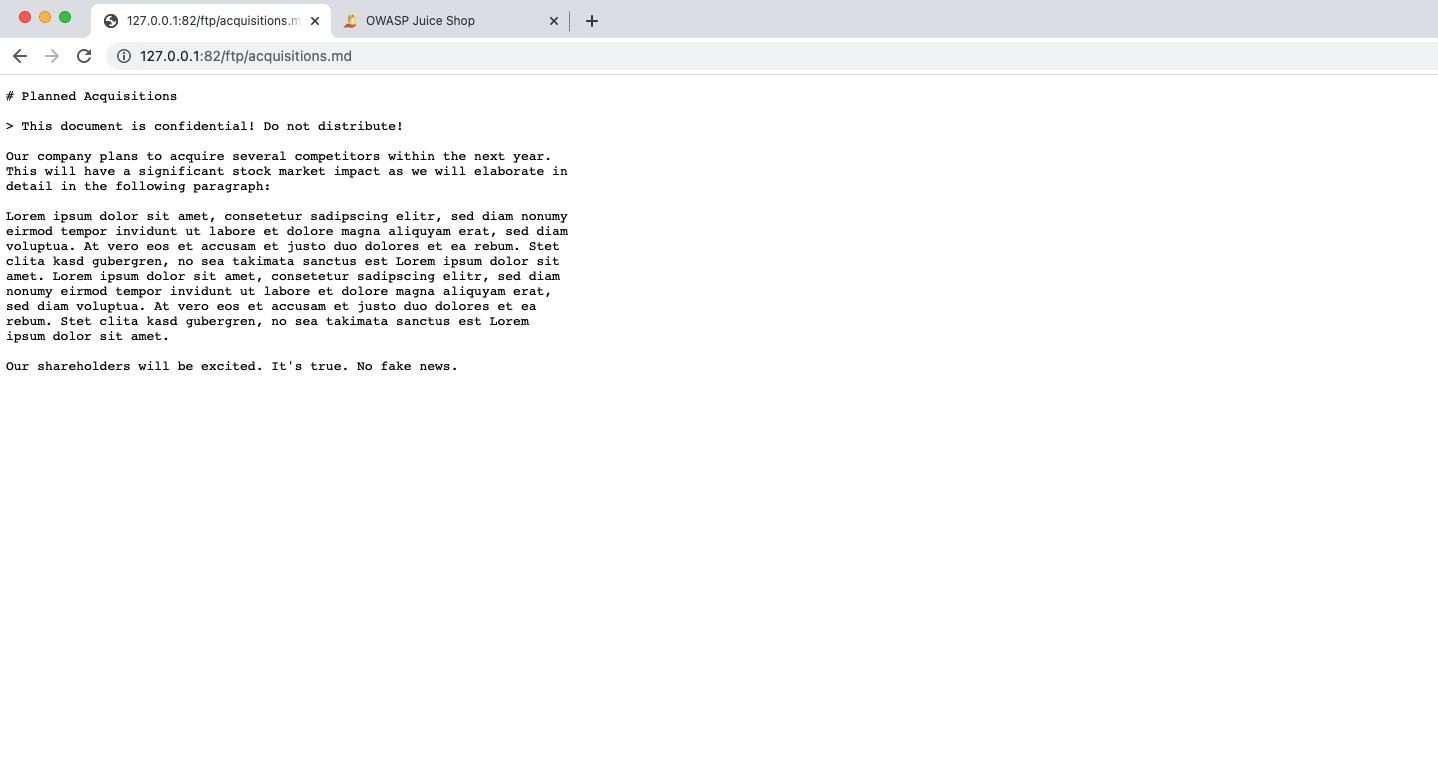 127.0.0.1:82/ftp/acquisitions.m
OWASP Juice Shop
127.0.0.1:82/ftp/acquisitions.md
# Planned Acquisitions
> This document is confidential! Do not distribute!
Our company plans to acquire several competitors within the next year.
This will have a significant stock market impact as we will elaborate in
detail in the following paragraph:
Lorem ipsum dolor sit amet, consetetur sadipscing elitr, sed diam nonumy
eirmod tempor invidunt ut labore et dolore magna aliquyam erat, sed diam
voluptua. At vero eos et accusam et justo duo dolores et ea rebum. Stet
clita kasd gubergren, no sea takimata sanctus est Lorem ipsum dolor sit
amet. Lorem ipsum dolor sit amet, consetetur sadipscing elitr, sed diam
nonumy eirmod tempor invidunt ut labore et dolore magna aliquyam erat,
sed diam voluptua. At vero eos et accusam et justo duo dolores et ea
rebum. Stet clita kasd gubergren, no sea takimata sanctus est Lorem
ipsum dolor sit amet.
Our shareholders will be excited. It's true. No fake news.